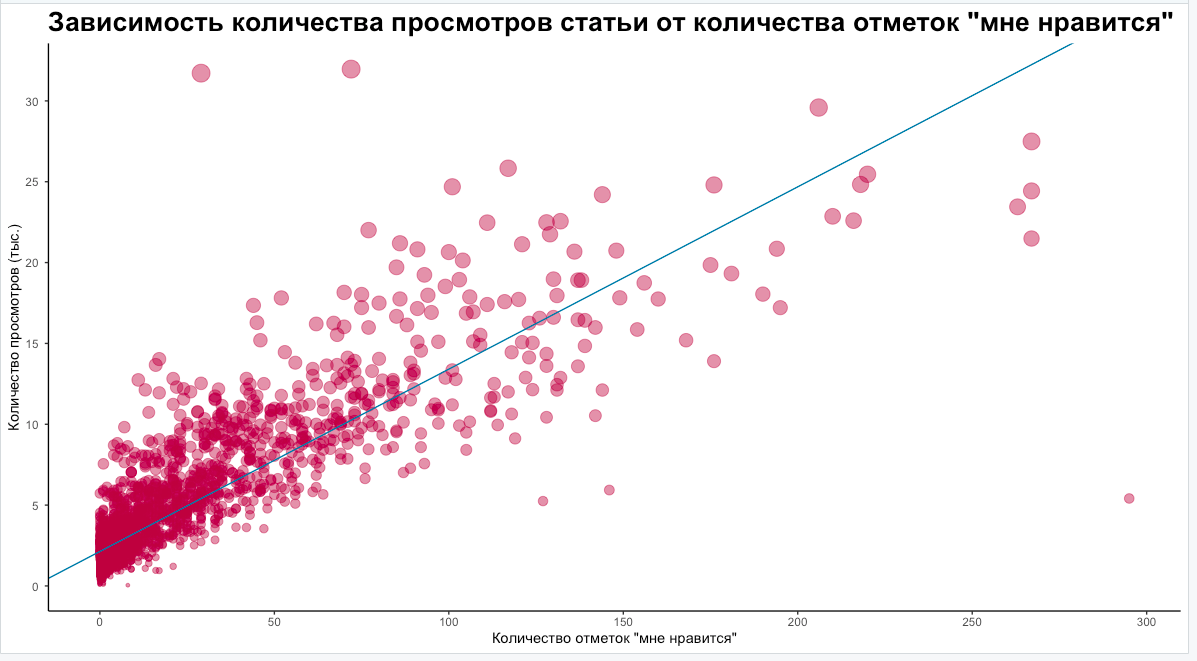 Зависимость количества просмотров статьи от количества отметок "мне нравится"
Количество просмотров (тыс.)
30
25
20
15
10
5
0
0 50 100 150 200 250 300
Количество отметок "мне нравится"